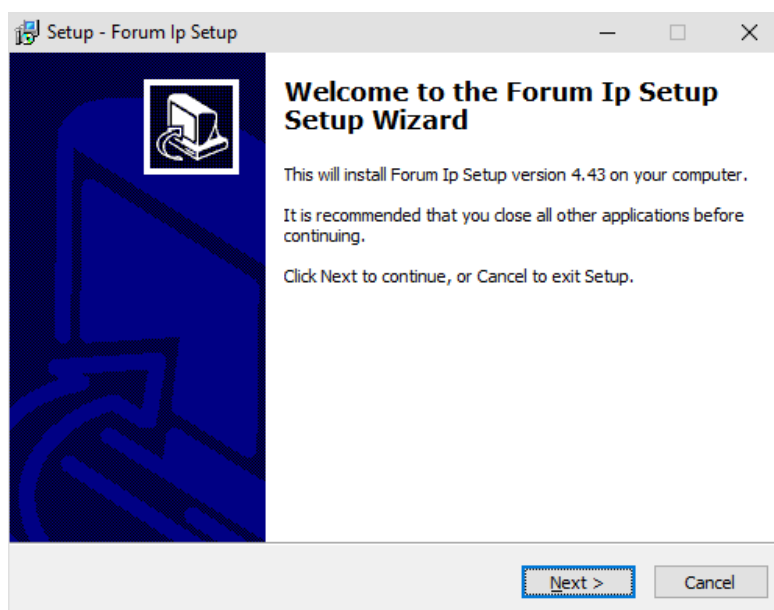 Setup - Forum Ip Setup
Welcome to the Forum Ip Setup
Setup Wizard
This will install Forum Ip Setup version 4.43 on your computer.
It is recommended that you close all other applications before
continuing.
Click Next to continue, or Cancel to exit Setup.
Next >
Cancel